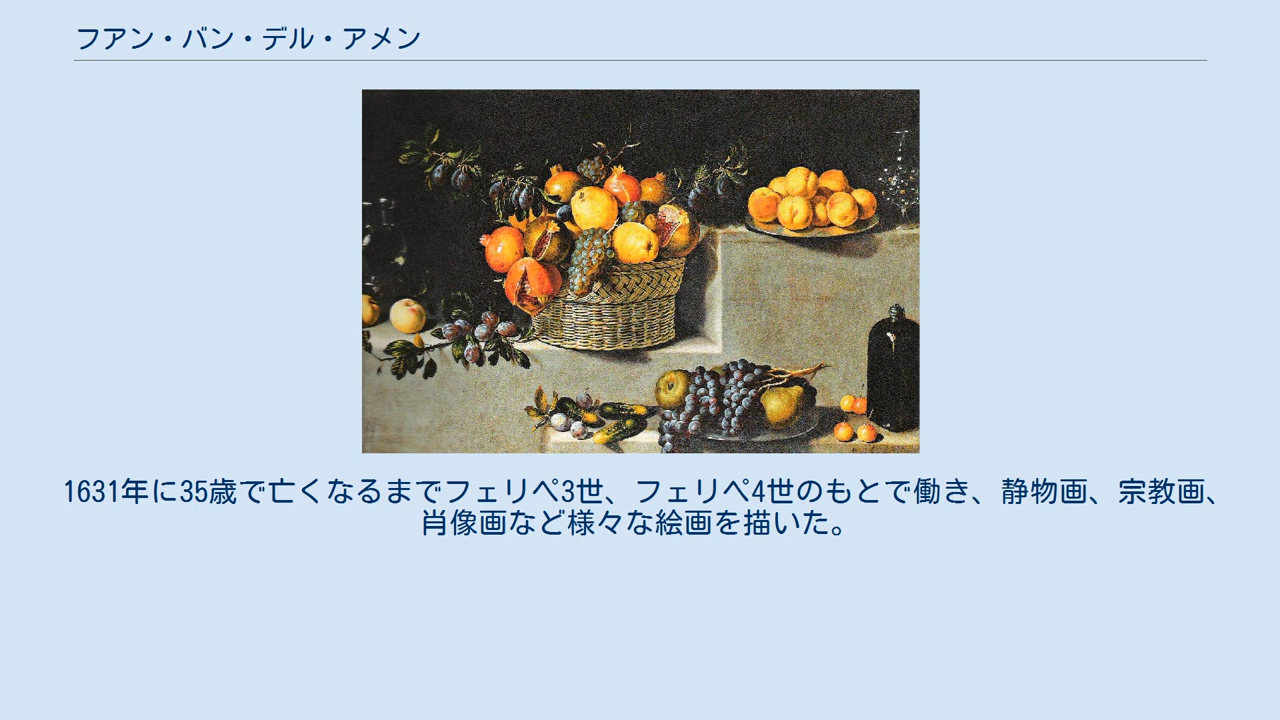 フアン・バン・デル・アメン
1631年に35歳で亡くなるまでフェリペ3世、フェリペ4世のもとで働き、静物画、宗教画、
肖像画など様々な絵画を描いた。